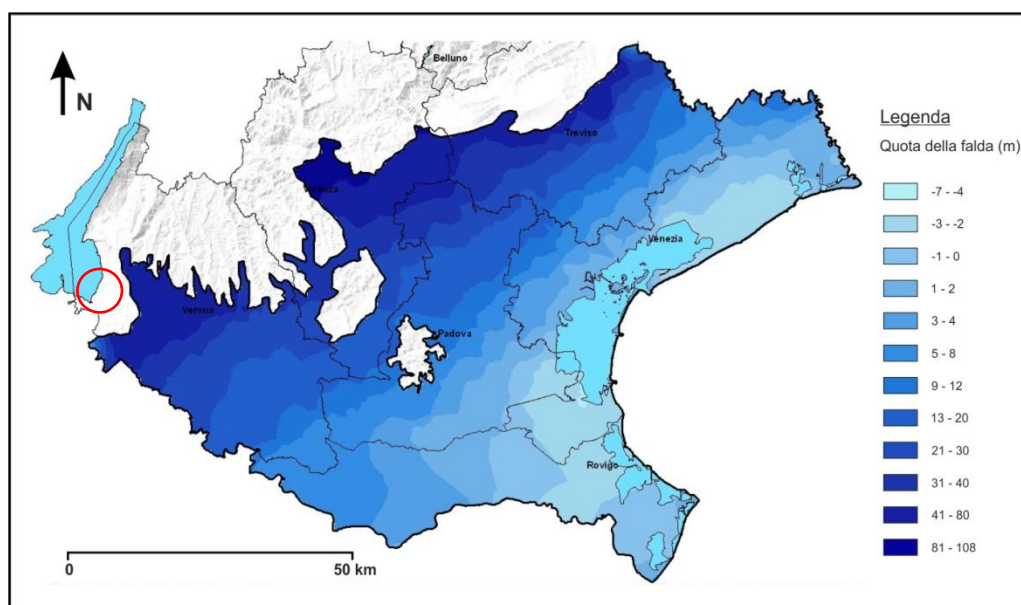 Belluno
N
Treviso
Vicenza
Venezia
Verona
Padova
Rovigo
0
50 km
Legenda
Quota della falda (m)
-7 - -4
-3 - -2
-1 - 0
1 - 2
3 - 4
5 - 8
9 - 12
13 - 20
21 - 30
31 - 40
41 - 80
81 - 108